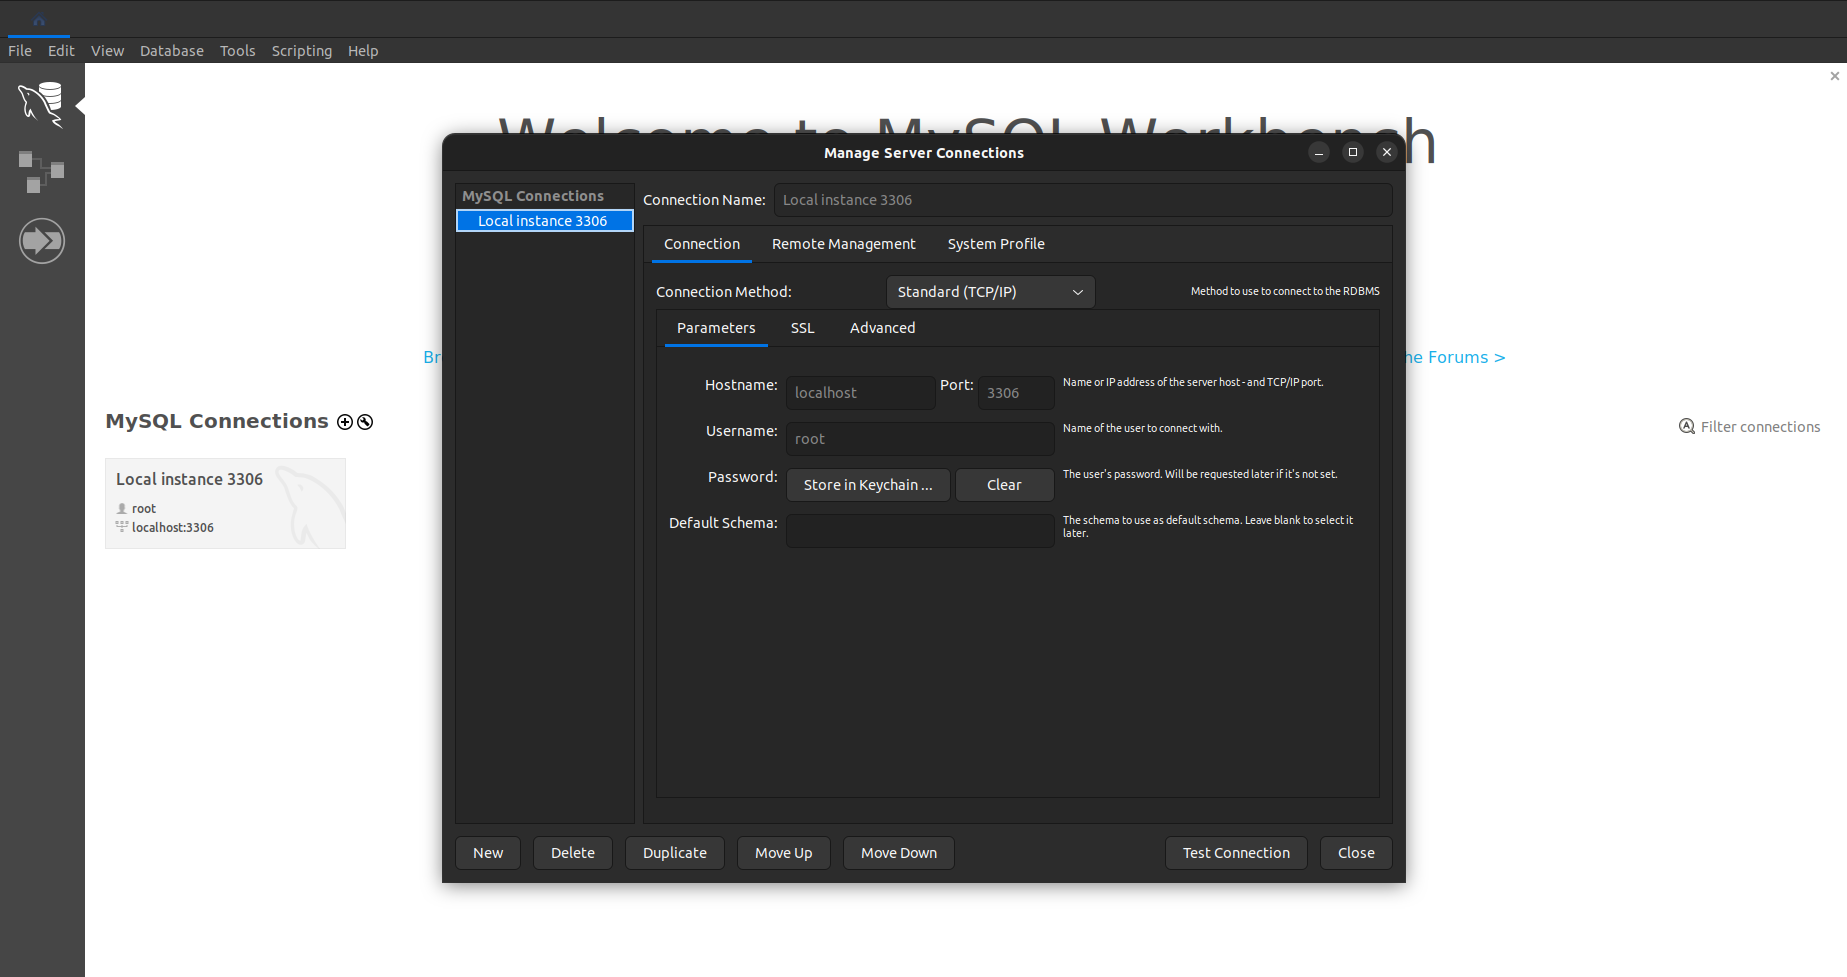 File Edit View Database Tools Scripting Help
Welcome to MySQL Workbench
Manage Server Connections
MySQL Connections
Local instance 3306
Connection Name: Local instance 3306
Connection Remote Management System Profile
Connection Method: Standard (TCP/IP) Method to use to connect to the RDBMS
Parameters SSL Advanced
Hostname: localhost Port: 3306 Name or IP address of the server host - and TCP/IP port.
Username: root Name of the user to connect with.
Password: Store in Keychain ... Clear The user's password. Will be requested later if it's not set.
Default Schema: The schema to use as default schema. Leave blank to select it
later.
New Delete Duplicate Move Up Move Down Test Connection Close
Forums >
MySQL Connections
Filter connections
Local instance 3306
root
localhost:3306